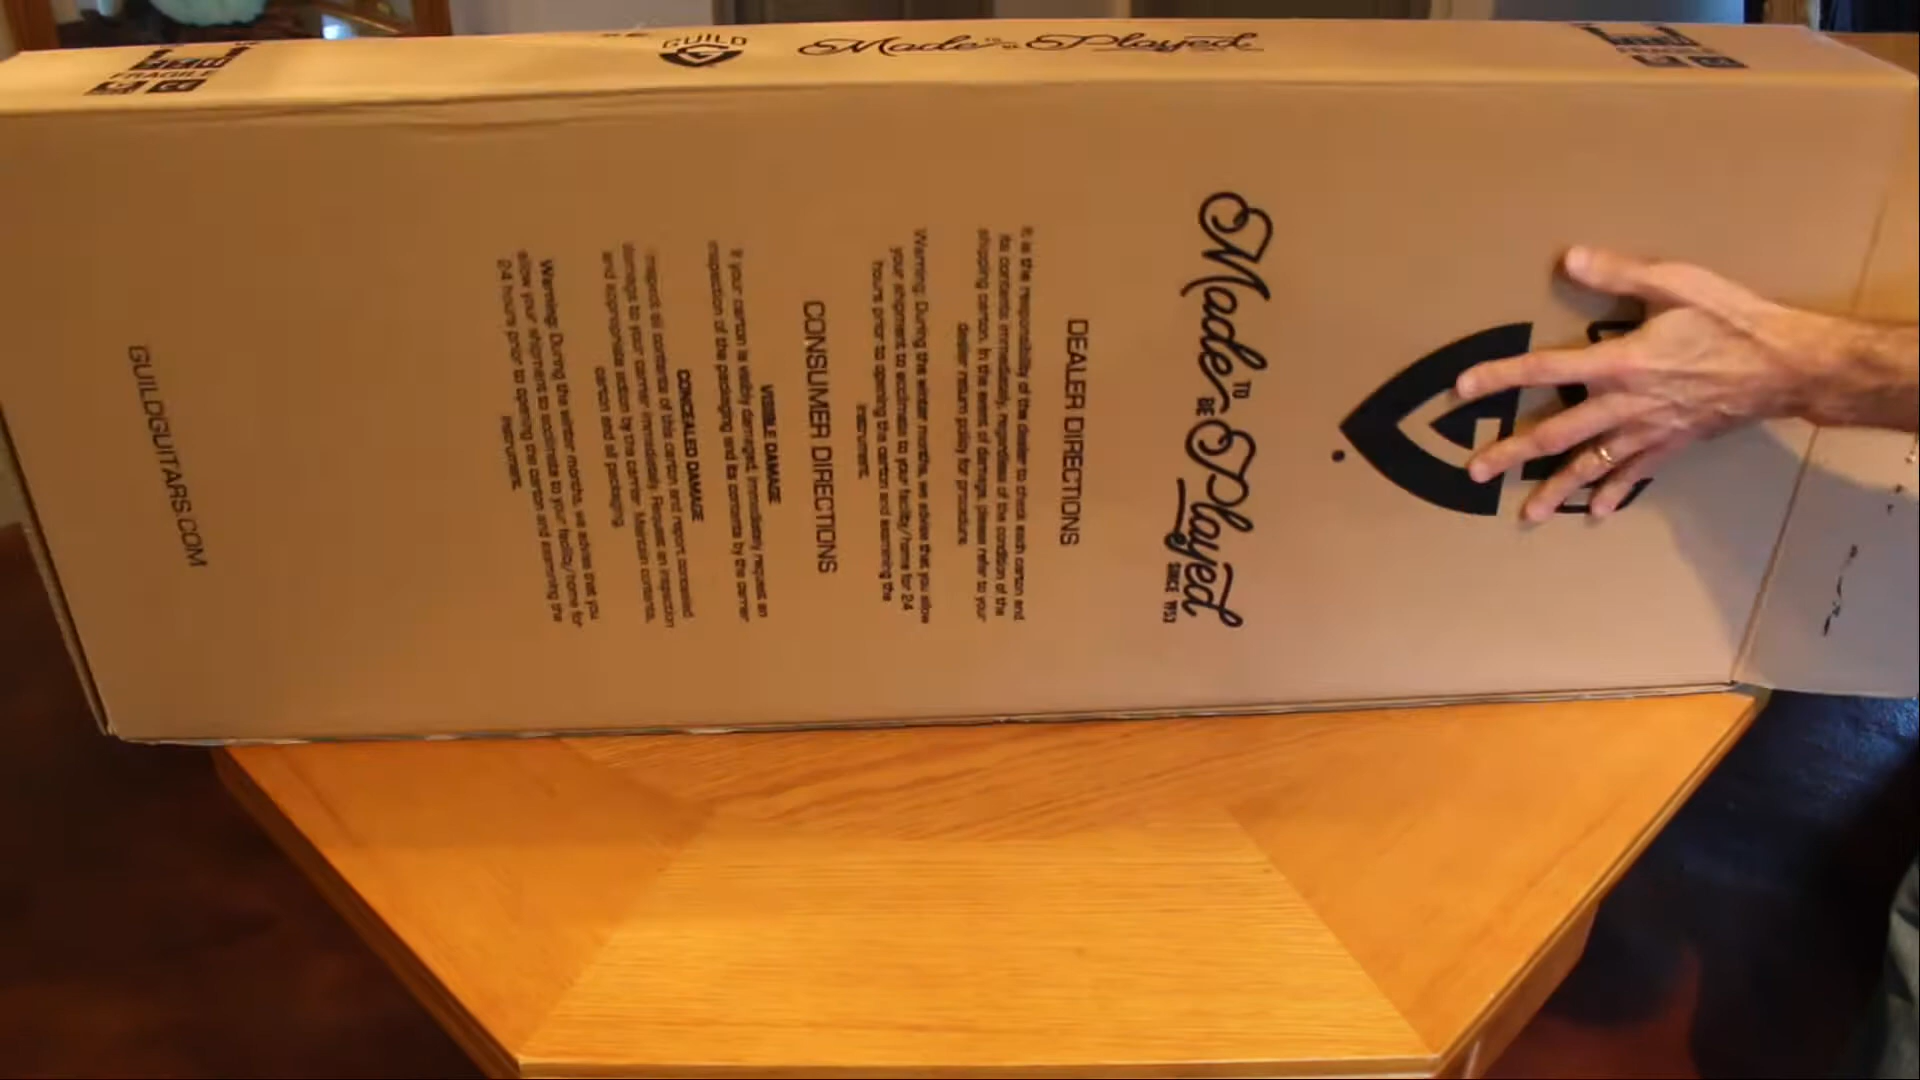 GUILD
Made to a Played
FRAGILE
FRAGILE
Made TO BE Played
SINCE 1953
DEALER DIRECTIONS
It is the responsibility of the dealer to check each carton and
its contents immediately, regardless of the condition of the
shipping carton. In the event of damage, please refer to your
dealer return policy for procedure.
Warning: During the winter months, we advise that you allow
your shipment to acclimate to your facility/home for 24
hours prior to opening the carton and examining the
instrument.
CONSUMER DIRECTIONS
VISIBLE DAMAGE
If your carton is visibly damaged, immediately request an
inspection of the packaging and its contents by the carrier
CONCEALED DAMAGE
Inspect all contents of this carton and report concealed
damage to your carrier immediately. Request an inspection
and appropriate action by the carrier. Maintain contents,
carton and all packaging.
Warning: During the winter months, we advise that you
allow your shipment to acclimate to your facility/home for
24 hours prior to opening the carton and examining the
instrument.
GUILDGUITARS.COM